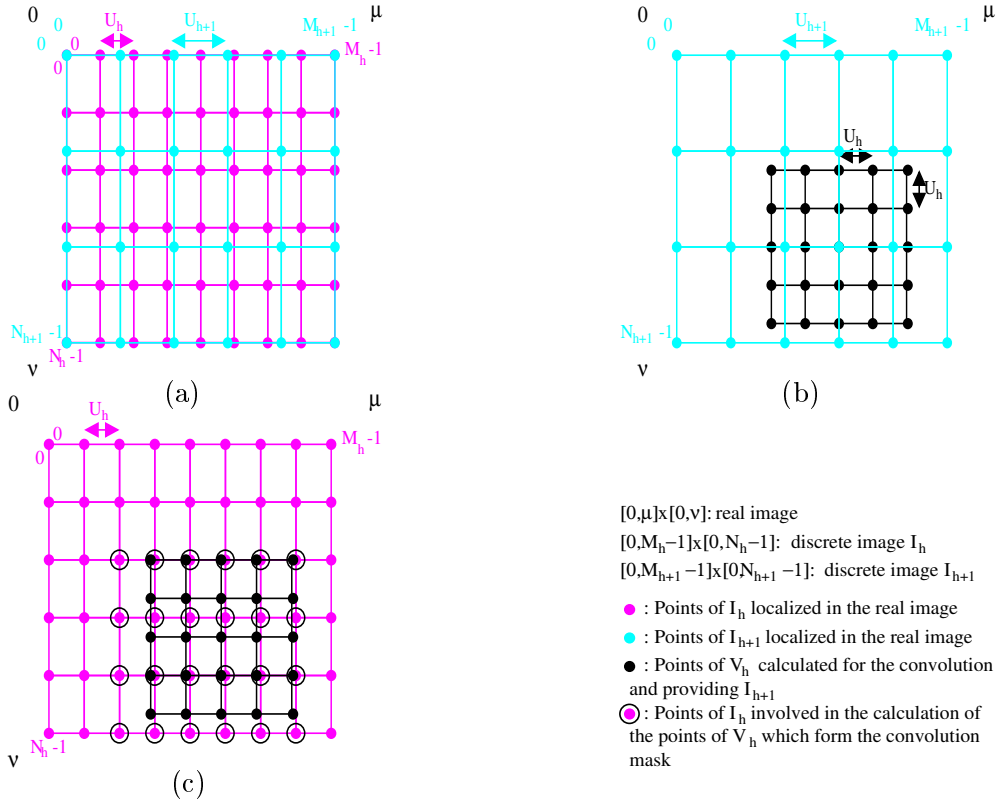 0 μ
0 U_h U_{h+1} M_{h+1} -1
0 0 M_h -1
0
N_{h+1} -1
N_h -1
ν
(a)
0 μ
0 U_{h+1} M_{h+1} -1
0
U_h
U_h
N_{h+1} -1
ν
(b)
0 μ
U_h
0 M_h -1
0
N_h -1
ν
(c)
[0,μ]x[0,ν]: real image
[0,M_h−1]x[0,N_h−1]: discrete image I_h
[0,M_{h+1} −1]x[0,N_{h+1} −1]: discrete image I_{h+1}
: Points of I_h localized in the real image
: Points of I_{h+1} localized in the real image
: Points of V_h calculated for the convolution
and providing I_{h+1}
: Points of I_h involved in the calculation of
the points of V_h which form the convolution
mask